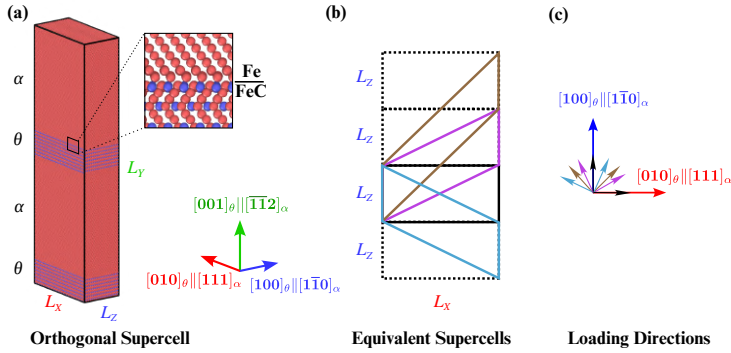 (a)
(b)
(c)
α
θ
α
θ
Fe
FeC
L_Y
[001]_θ||[1̅1̅2]_α
[010]_θ||[111]_α
[100]_θ||[11̅0]_α
L_X
L_Z
Orthogonal Supercell
L_Z
L_Z
L_Z
L_Z
L_X
Equivalent Supercells
[100]_θ||[11̅0]_α
[010]_θ||[111]_α
Loading Directions